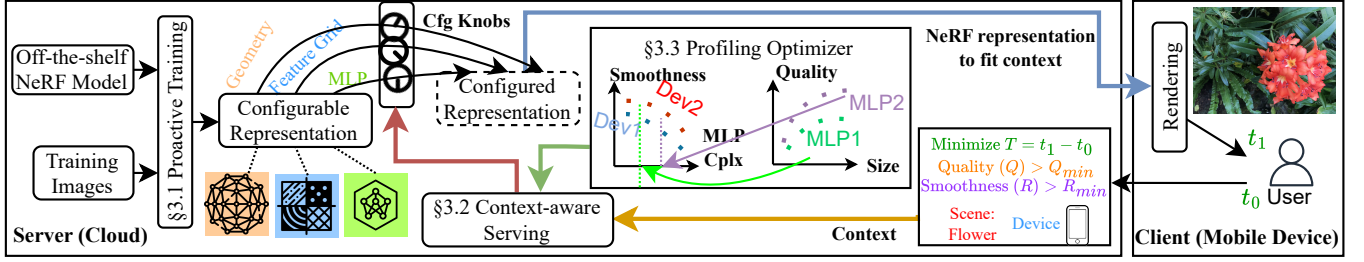 Off-the-shelf
NeRF Model
Training
Images
§3.1 Proactive Training
Geometry
Feature Grid
MLP
Configurable
Representation
Cfg Knobs
Configured
Representation
§3.3 Profiling Optimizer
Smoothness
Dev1
Dev2
MLP
Cplx
Quality
MLP2
MLP1
Size
§3.2 Context-aware
Serving
Server (Cloud)
Context
NeRF representation
to fit context
Minimize T = t₁ − t₀
Quality (Q) > Qₘᵢₙ
Smoothness (R) > Rₘᵢₙ
Scene:
Flower
Device
Rendering
t₁
t₀
User
Client (Mobile Device)